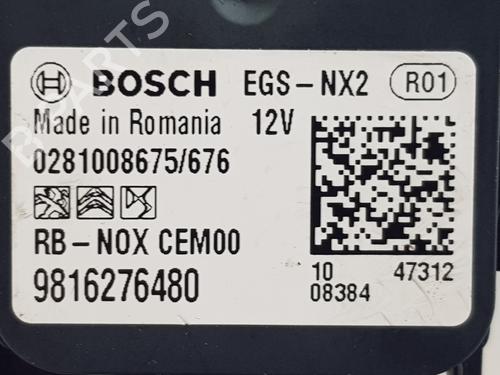 BOSCH EGS-NX2 R01
Made in Romania 12V
0281008675/676
RB-NOX CEM00
9816276480
10 47312
08384